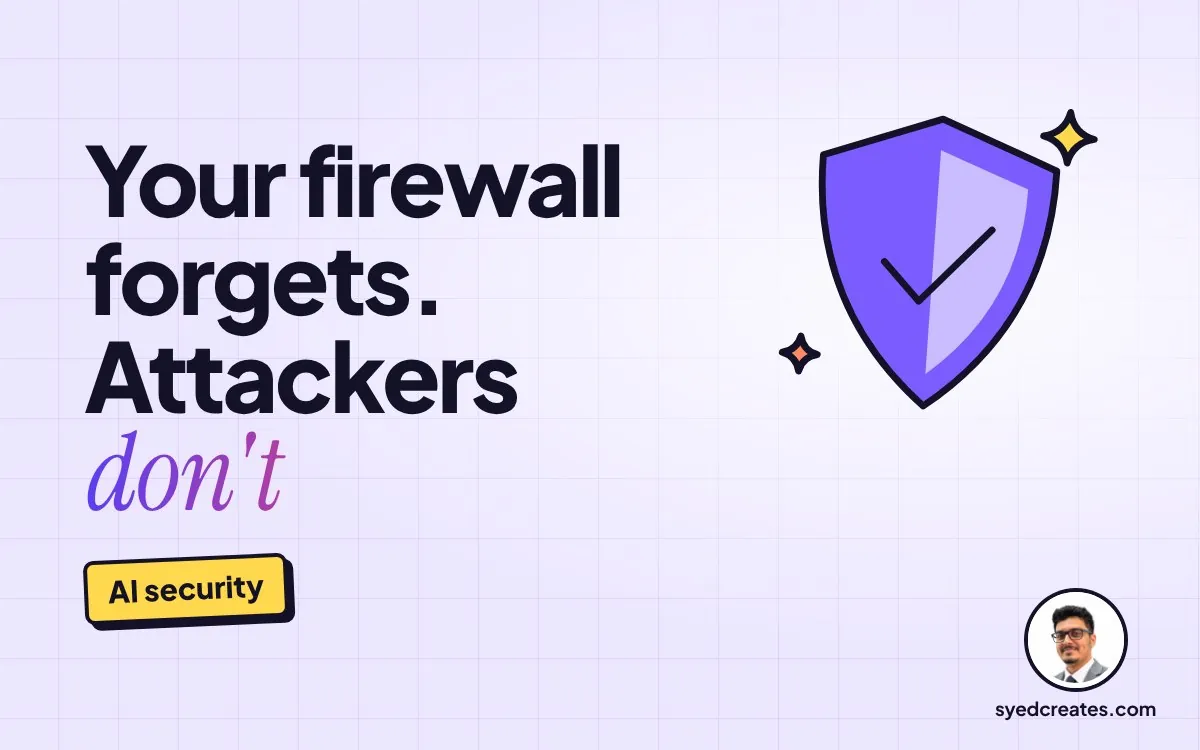 Your firewall
forgets.
Attackers
don't
AI security
syedcreates.com